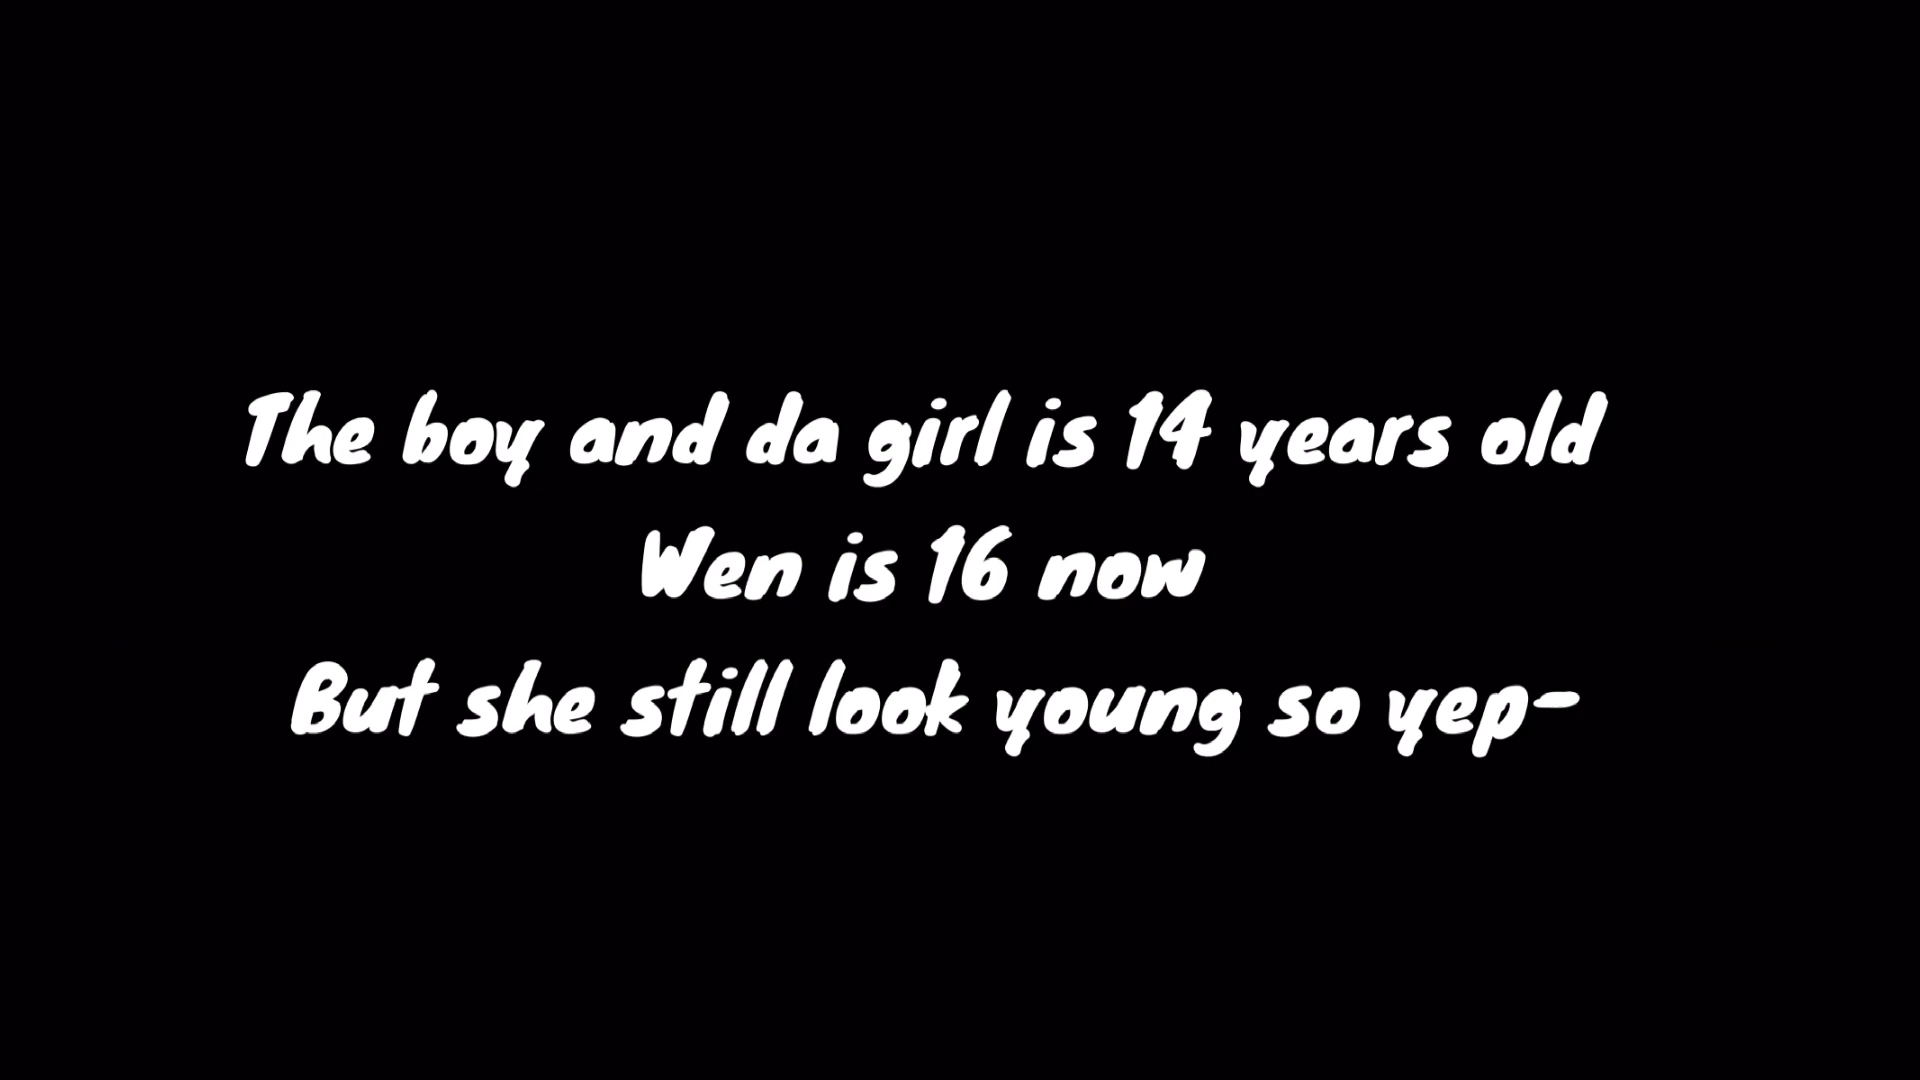 The boy and da girl is 14 years old
Wen is 16 now
But she still look young so yep-